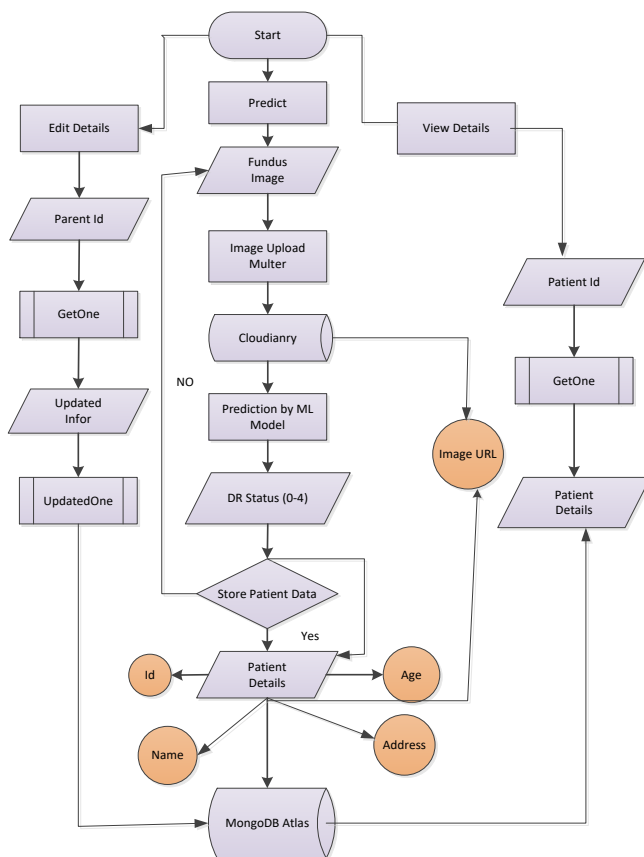 Start
Predict
Edit Details
View Details
Fundus
Image
Parent Id
Image Upload
Multer
Patient Id
GetOne
Cloudianry
GetOne
NO
Updated
Infor
Prediction by ML
Model
Image URL
UpdatedOne
DR Status (0-4)
Patient
Details
Store Patient Data
Yes
Id
Patient
Details
Age
Name
Address
MongoDB Atlas